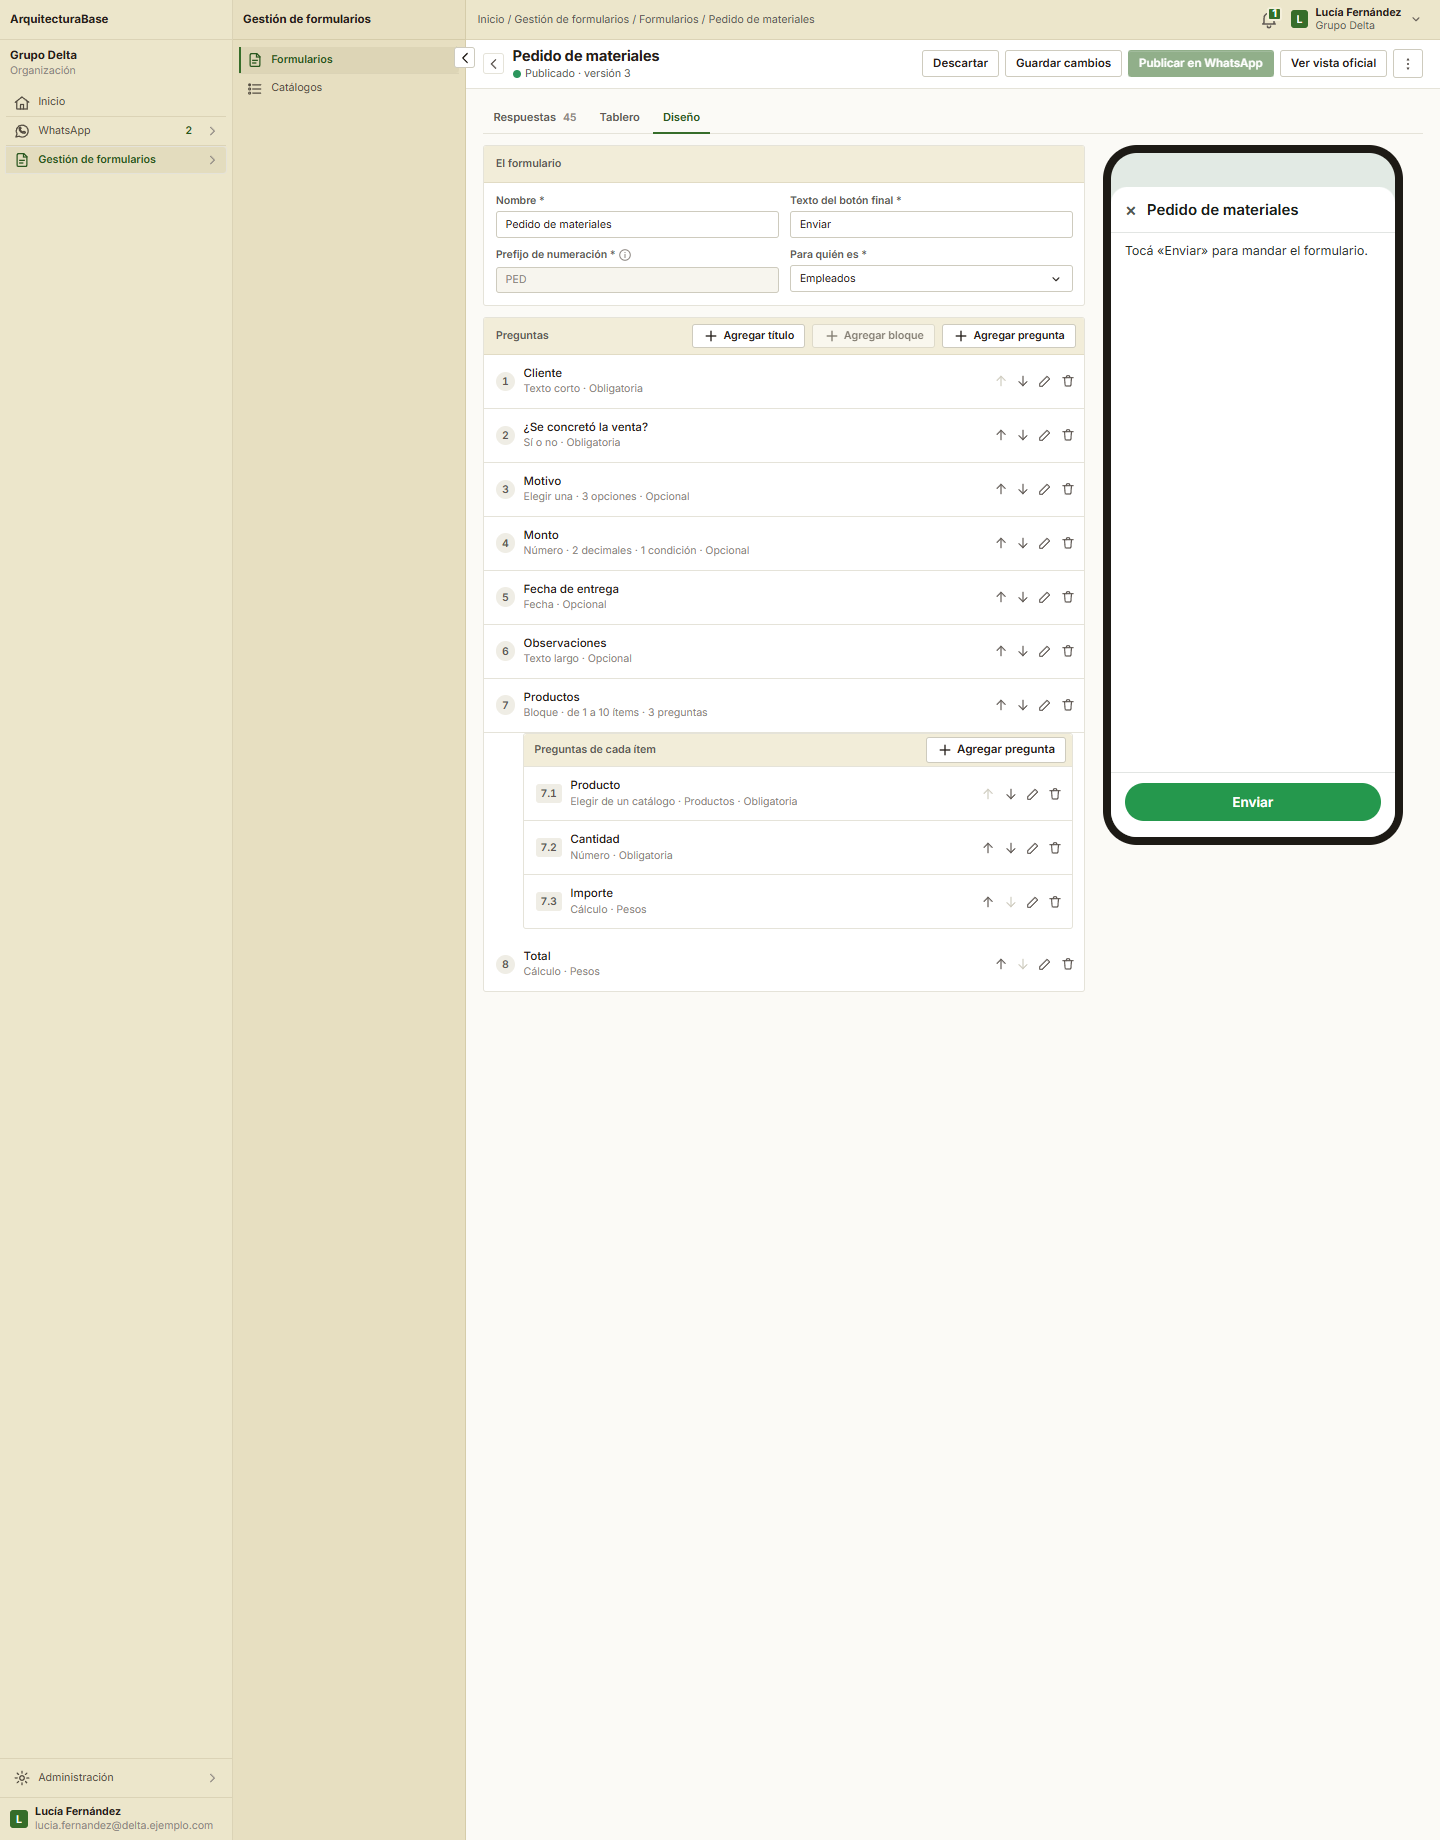 ArquitecturaBase
Grupo Delta
Organización
Inicio
WhatsApp 2
Gestión de formularios
Administración
L
Lucía Fernández
lucia.fernandez@delta.ejemplo.com
Gestión de formularios
Formularios
Catálogos
Inicio / Gestión de formularios / Formularios / Pedido de materiales
1
L
Lucía Fernández
Grupo Delta
Pedido de materiales
Publicado · versión 3
Descartar
Guardar cambios
Publicar en WhatsApp
Ver vista oficial
Respuestas 45
Tablero
Diseño
El formulario
Nombre *
Pedido de materiales
Texto del botón final *
Enviar
Prefijo de numeración *
PED
Para quién es *
Empleados
Preguntas
Agregar título
Agregar bloque
Agregar pregunta
1
Cliente
Texto corto · Obligatoria
2
¿Se concretó la venta?
Sí o no · Obligatoria
3
Motivo
Elegir una · 3 opciones · Opcional
4
Monto
Número · 2 decimales · 1 condición · Opcional
5
Fecha de entrega
Fecha · Opcional
6
Observaciones
Texto largo · Opcional
7
Productos
Bloque · de 1 a 10 ítems · 3 preguntas
Preguntas de cada ítem
Agregar pregunta
7.1
Producto
Elegir de un catálogo · Productos · Obligatoria
7.2
Cantidad
Número · Obligatoria
7.3
Importe
Cálculo · Pesos
8
Total
Cálculo · Pesos
Pedido de materiales
Tocá «Enviar» para mandar el formulario.
Enviar